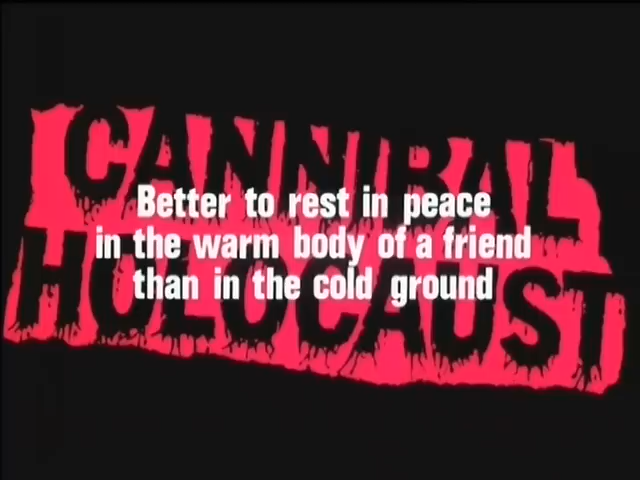 CANNIBAL
HOLOCAUST
Better to rest in peace
in the warm body of a friend
than in the cold ground